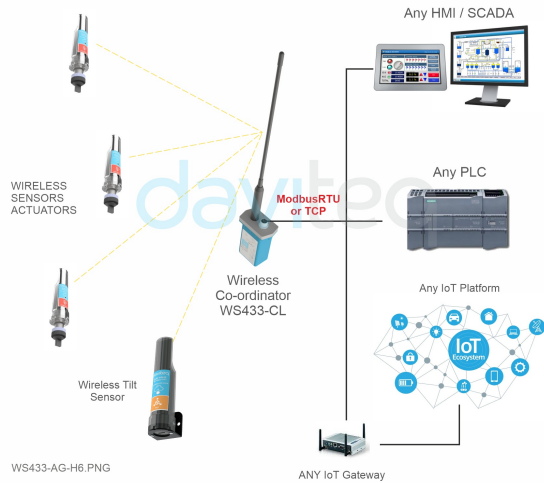 Any HMI / SCADA
davitec
WIRELESS
SENSORS
ACTUATORS
ModbusRTU
or TCP
Any PLC
Wireless
Co-ordinator
WS433-CL
Any IoT Platform
IoT
Ecosystem
Wireless Tilt
Sensor
WS433-AG-H6.PNG
ANY IoT Gateway